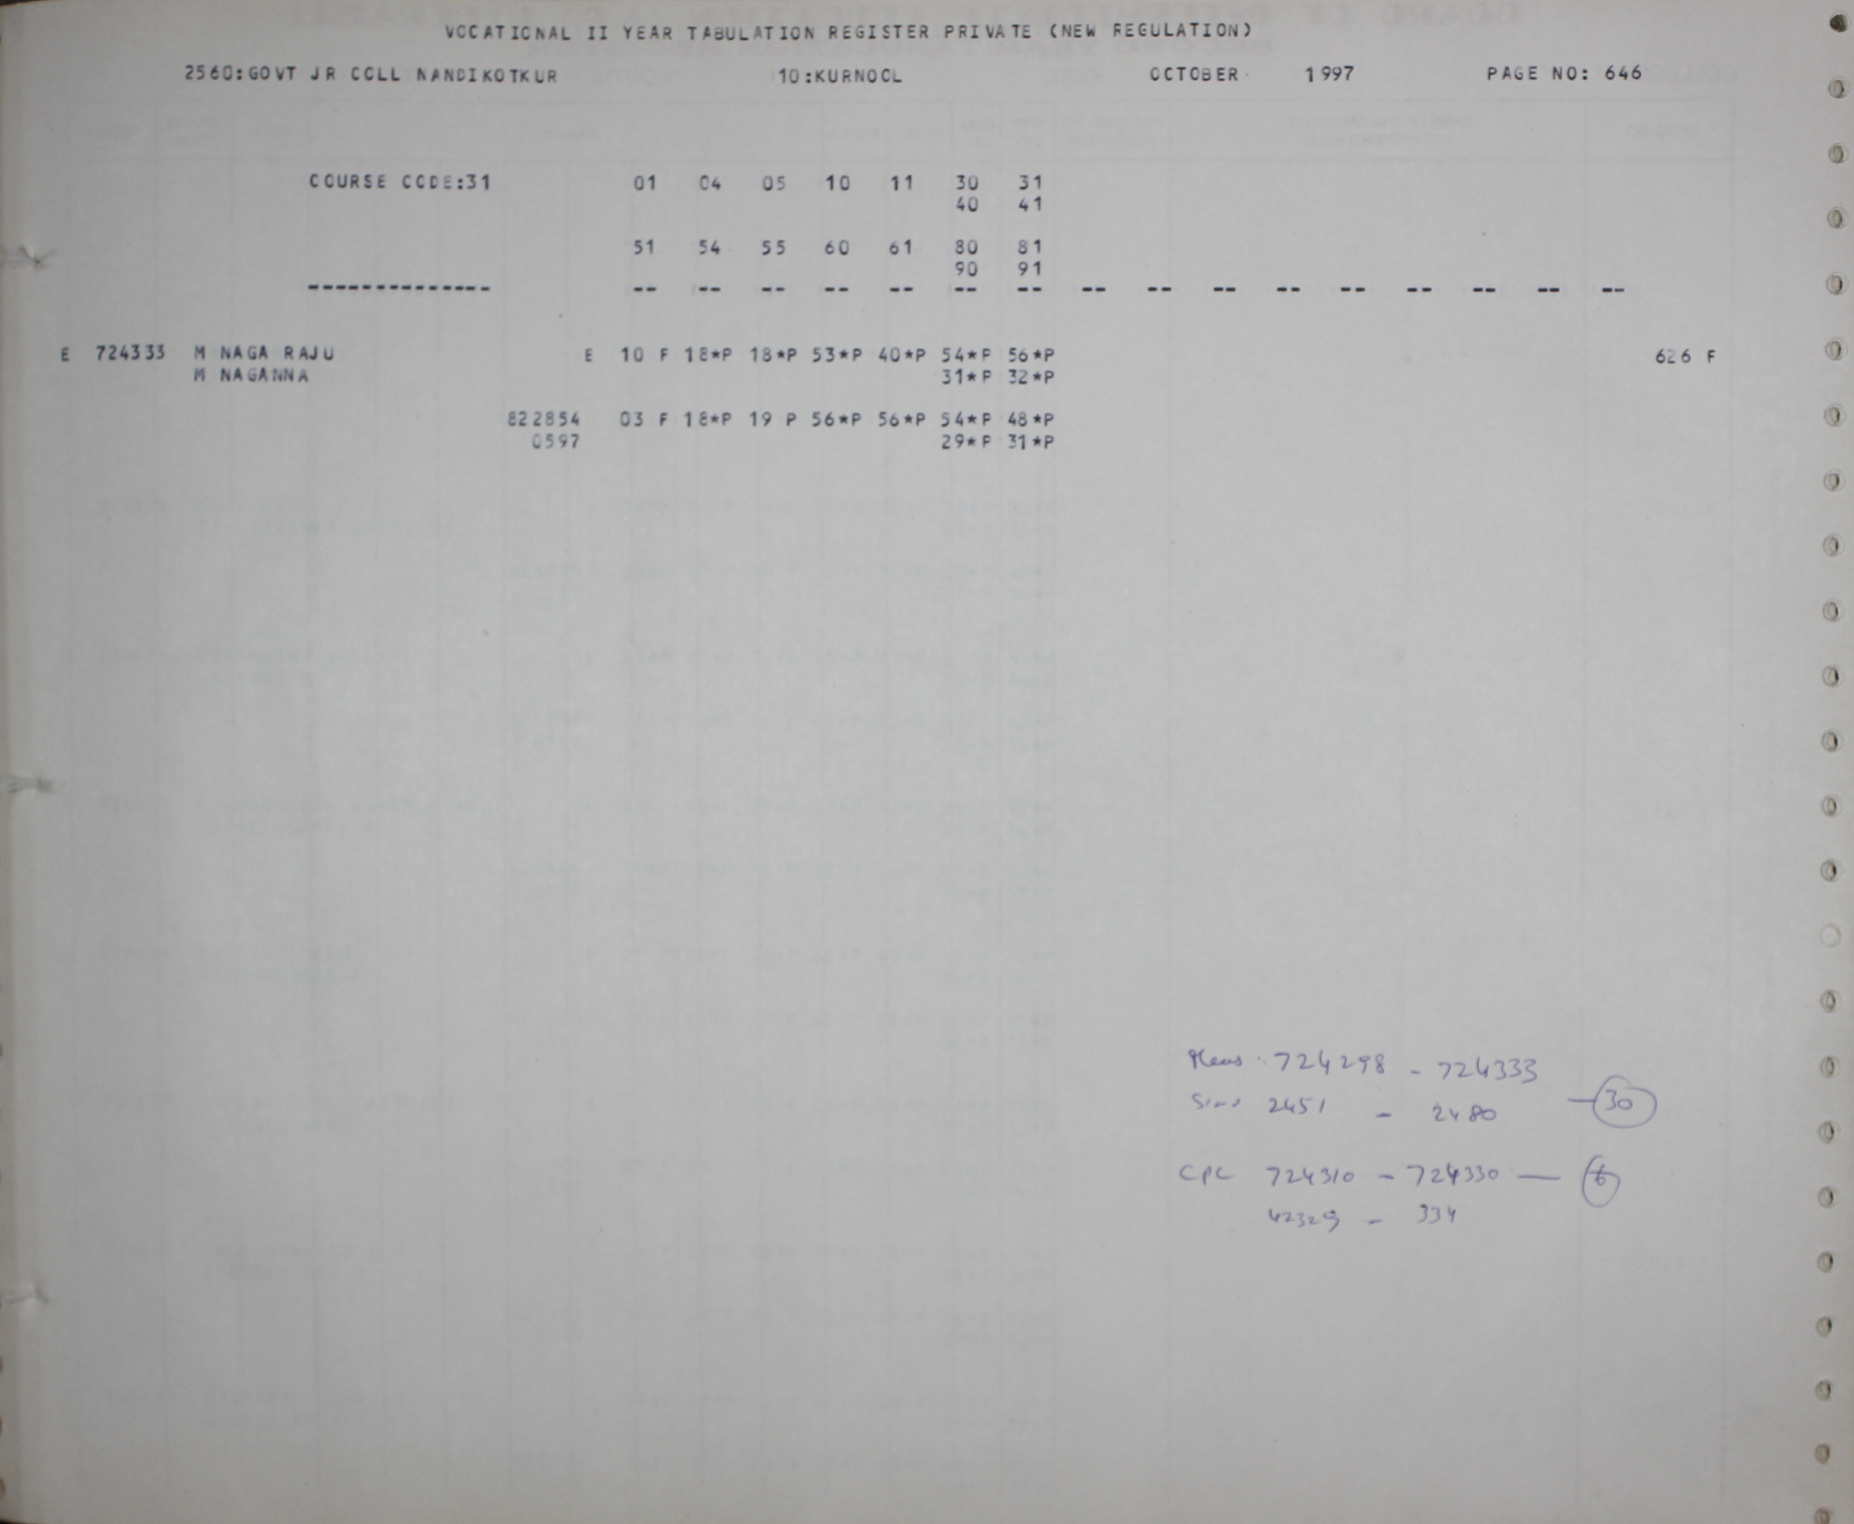 VOCATIONAL II YEAR TABULATION REGISTER PRIVATE (NEW REGULATION)
2560:GOVT JR COLL NANDIKOTKUR 10:KURNOOL OCTOBER 1997 PAGE NO: 646
COURSE CODE:31 01 04 05 10 11 30 31
40 41
51 54 55 60 61 80 81
90 91
-------------- -- -- -- -- -- -- -- -- -- -- -- -- -- -- -- --
E 724333 M NAGA RAJU E 10 F 18*P 18*P 53*P 40*P 54*P 56*P 626 F
M NAGANNA 31*P 32*P
822854 03 F 18*P 19 P 56*P 56*P 54*P 48*P
0597 29*P 31*P
724298 - 724333
2451 - 2480 - 30
CPC 724310 - 724330 — 6
42329 - 334